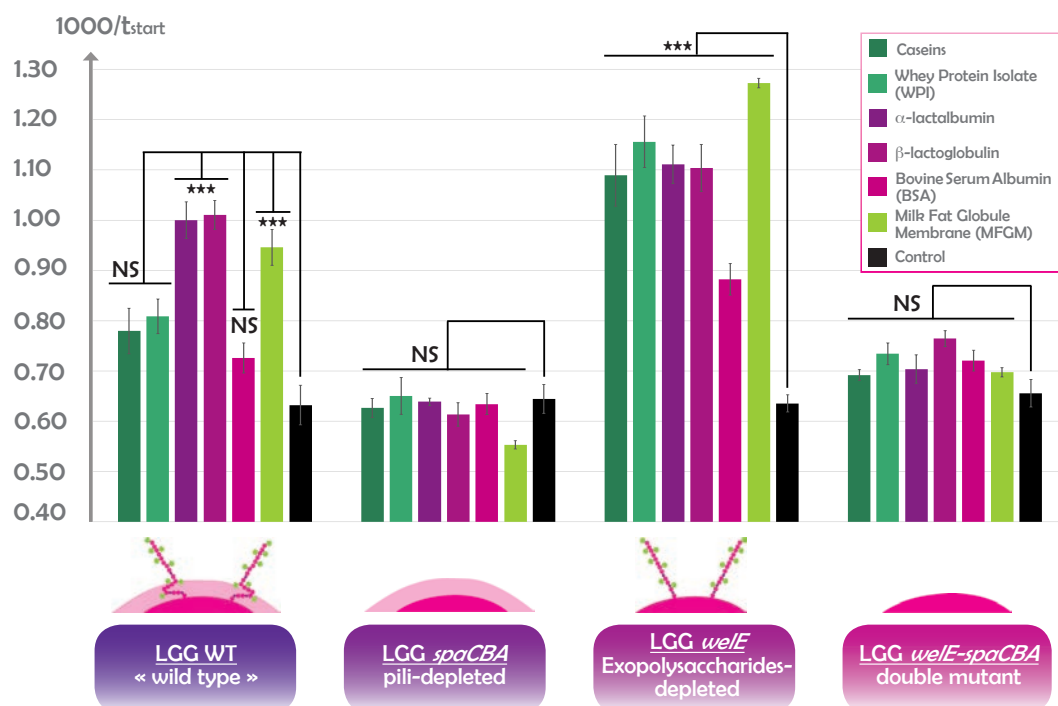 1000/tstart
1.30
1.20
1.10
1.00
0.90
0.80
0.70
0.60
0.50
0.40
NS
***
NS
***
NS
***
NS
Caseins
Whey Protein Isolate
(WPI)
α-lactalbumin
β-lactoglobulin
Bovine Serum Albumin
(BSA)
Milk Fat Globule
Membrane (MFGM)
Control
LGG WT
« wild type »
LGG spaCBA
pili-depleted
LGG welE
Exopolysaccharides-
depleted
LGG welE-spaCBA
double mutant